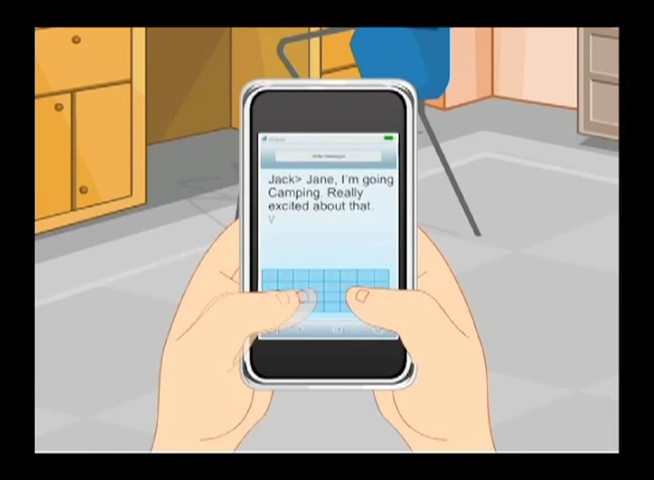 Jack> Jane, I'm going
Camping. Really
excited about that.